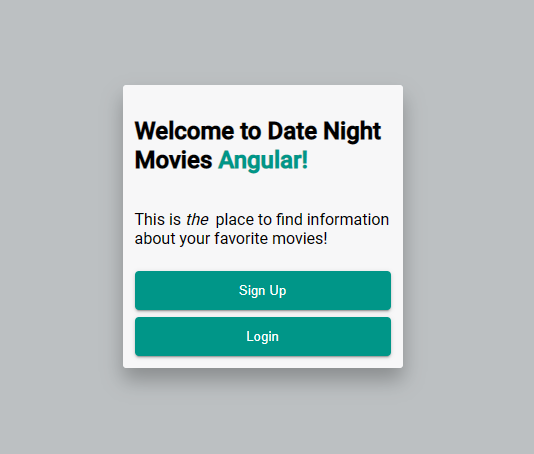 Welcome to Date Night
Movies Angular!
This is the place to find information
about your favorite movies!
Sign Up
Login